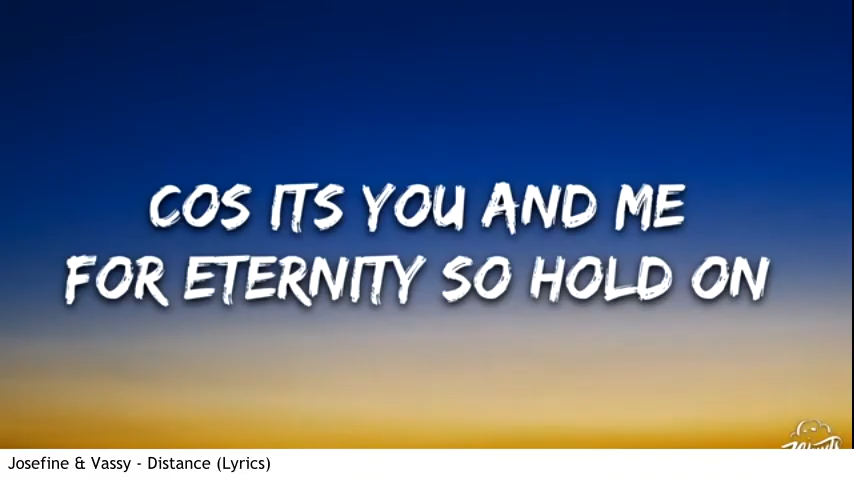 COS ITS YOU AND ME
FOR ETERNITY SO HOLD ON
Josefine & Vassy - Distance (Lyrics)